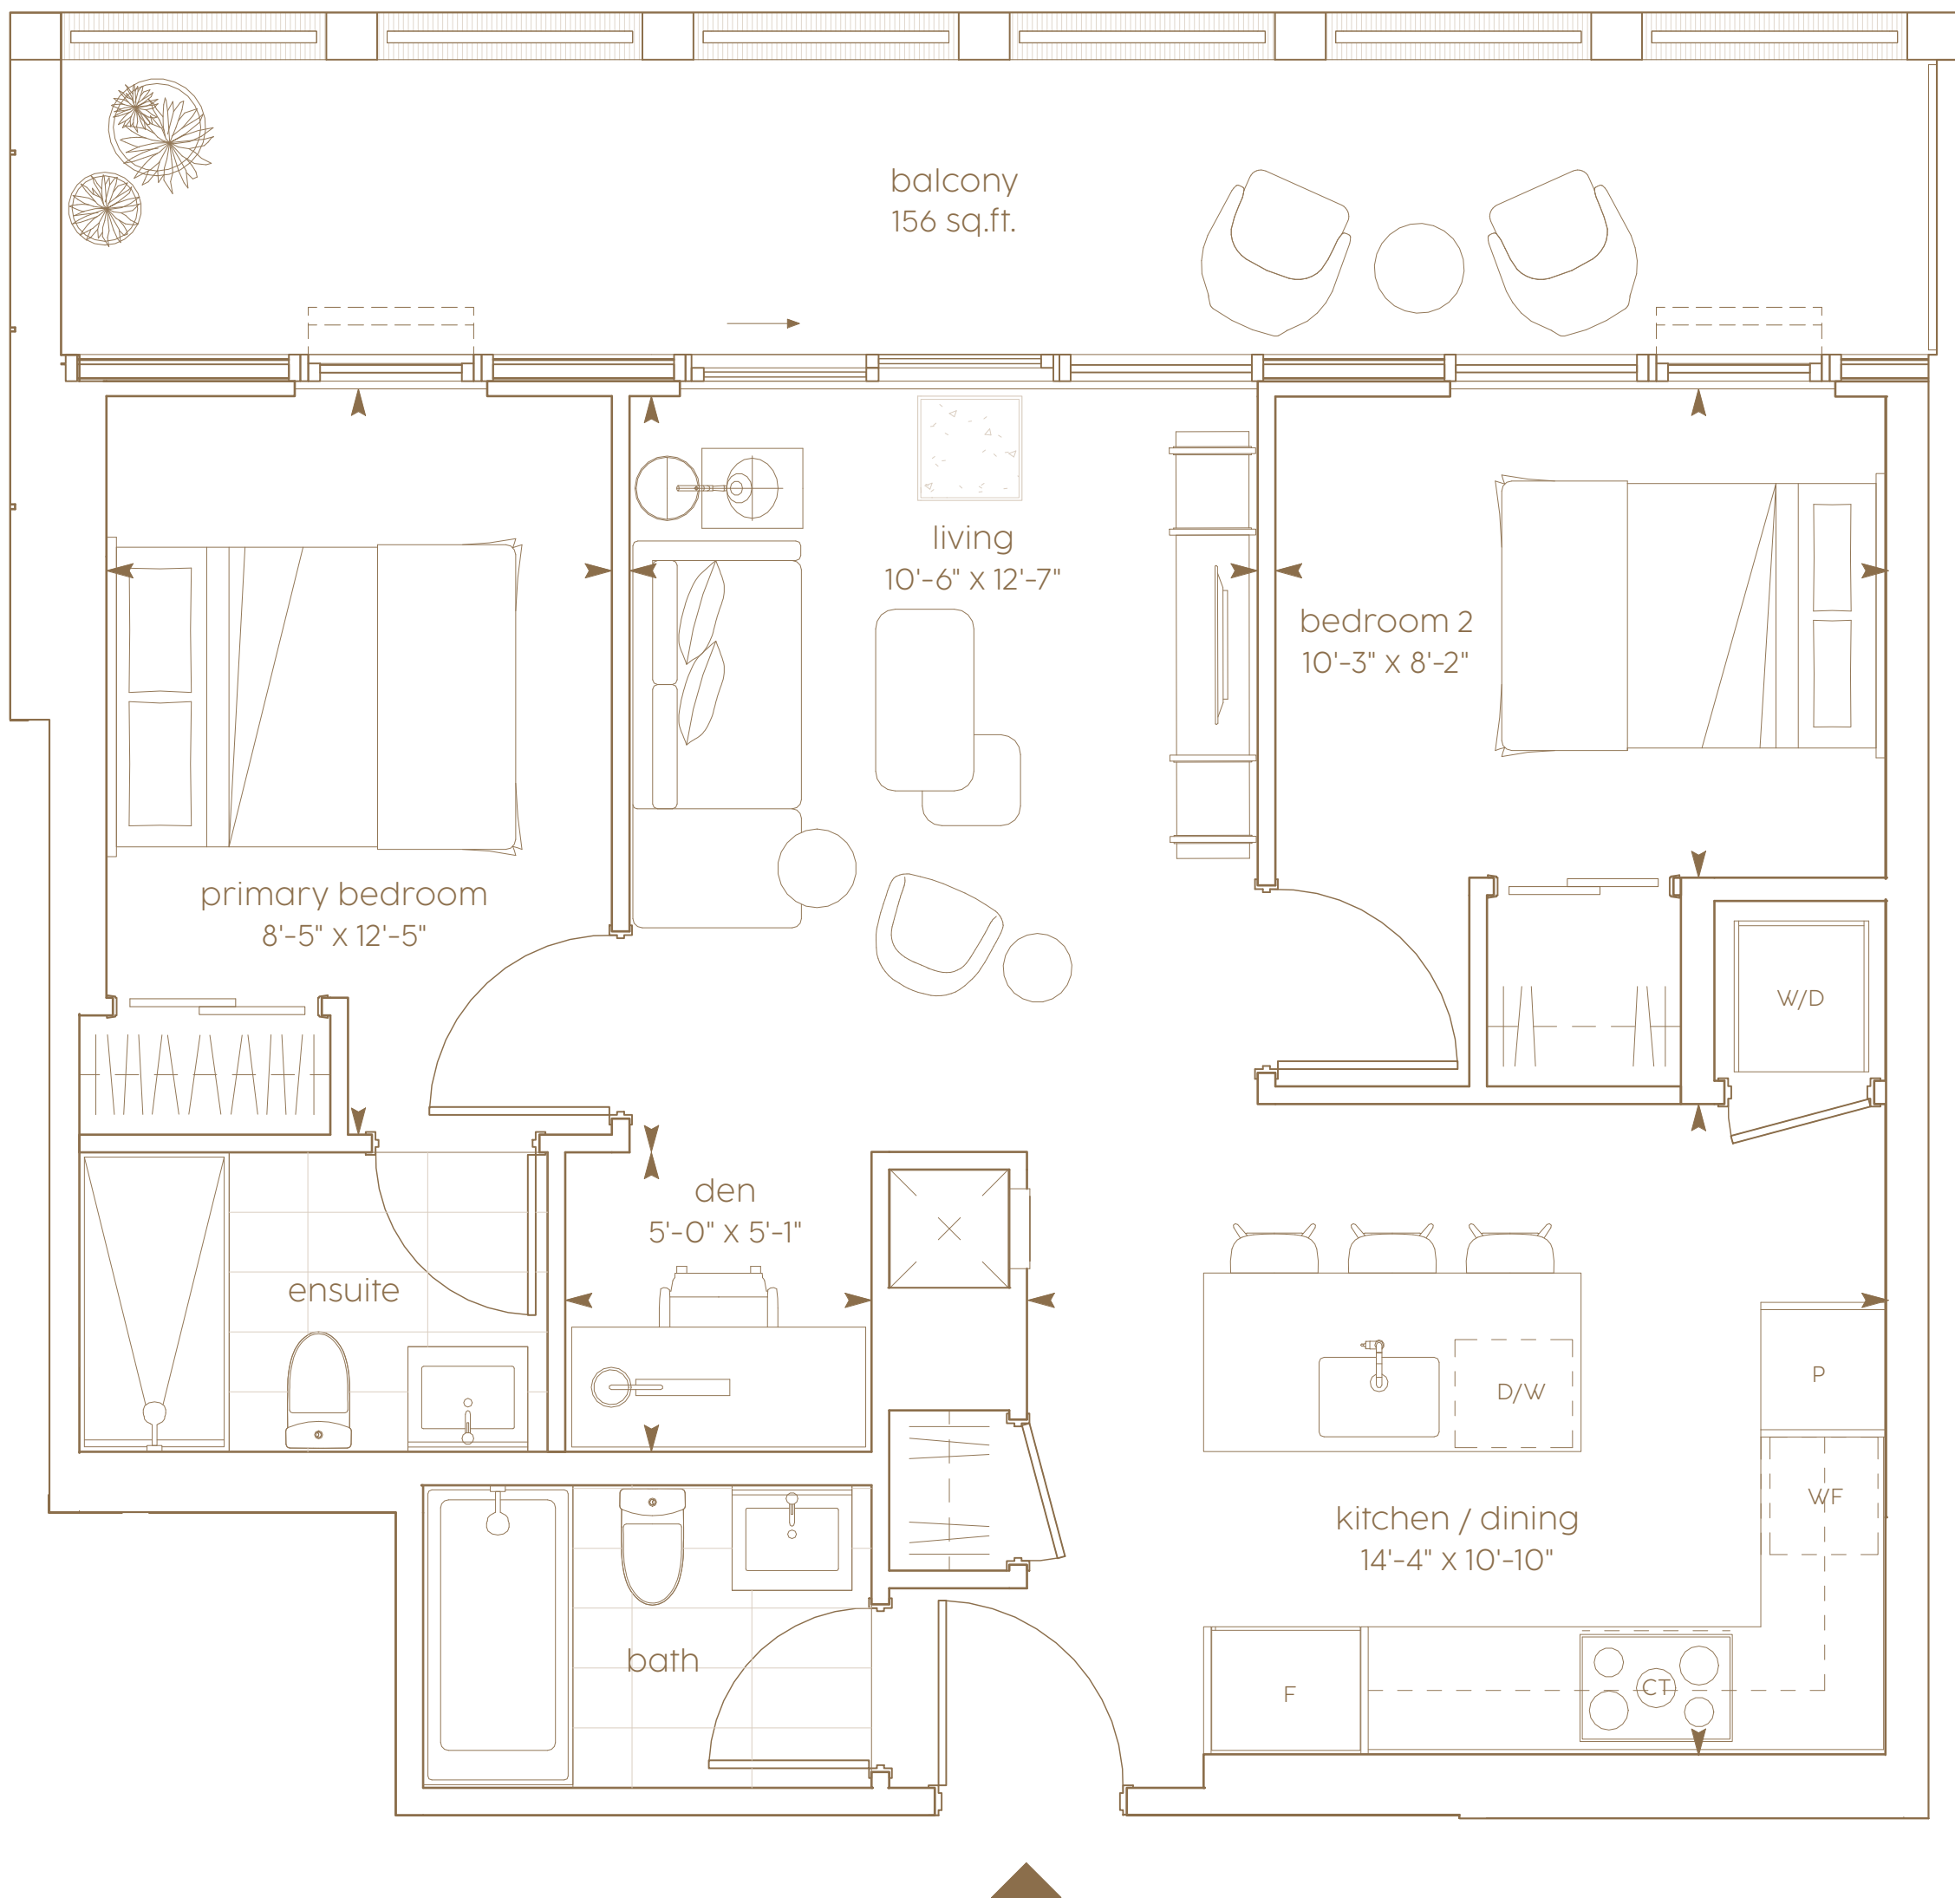 balcony
156 sq.ft.
living
10'-6" X 12'-7"
bedroom 2
10'-3" X 8'-2"
primary bedroom
8'-5" X 12'-5"
W/D
den
5'-0" X 5'-1"
ensuite
P
D/W
WF
kitchen / dining
14'-4" X 10'-10"
bath
F
CT